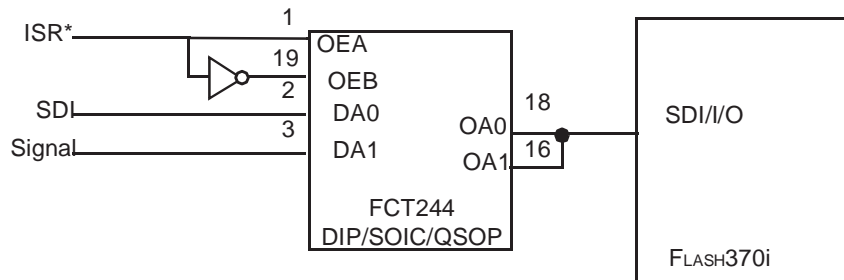 ISR*
1
OEA
19
OEB
2
SDI
DA0
3
Signal
DA1
18
OA0
16
OA1
SDI/I/O
FCT244
DIP/SOIC/QSOP
FLASH370i